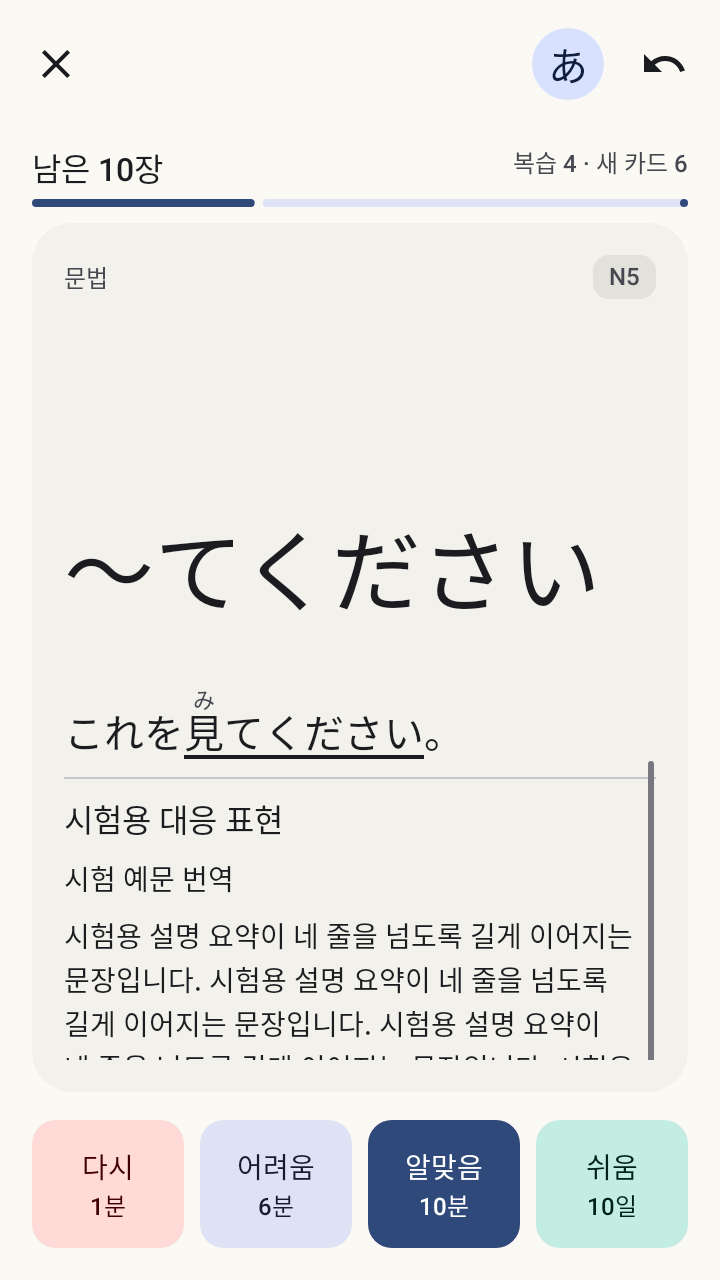 あ
남은 10장
복습 4 · 새 카드 6
문법
N5
～てください
み
これを見てください。
시험용 대응 표현
시험 예문 번역
시험용 설명 요약이 네 줄을 넘도록 길게 이어지는
문장입니다. 시험용 설명 요약이 네 줄을 넘도록
길게 이어지는 문장입니다. 시험용 설명 요약이
다시
1분
어려움
6분
알맞음
10분
쉬움
10일